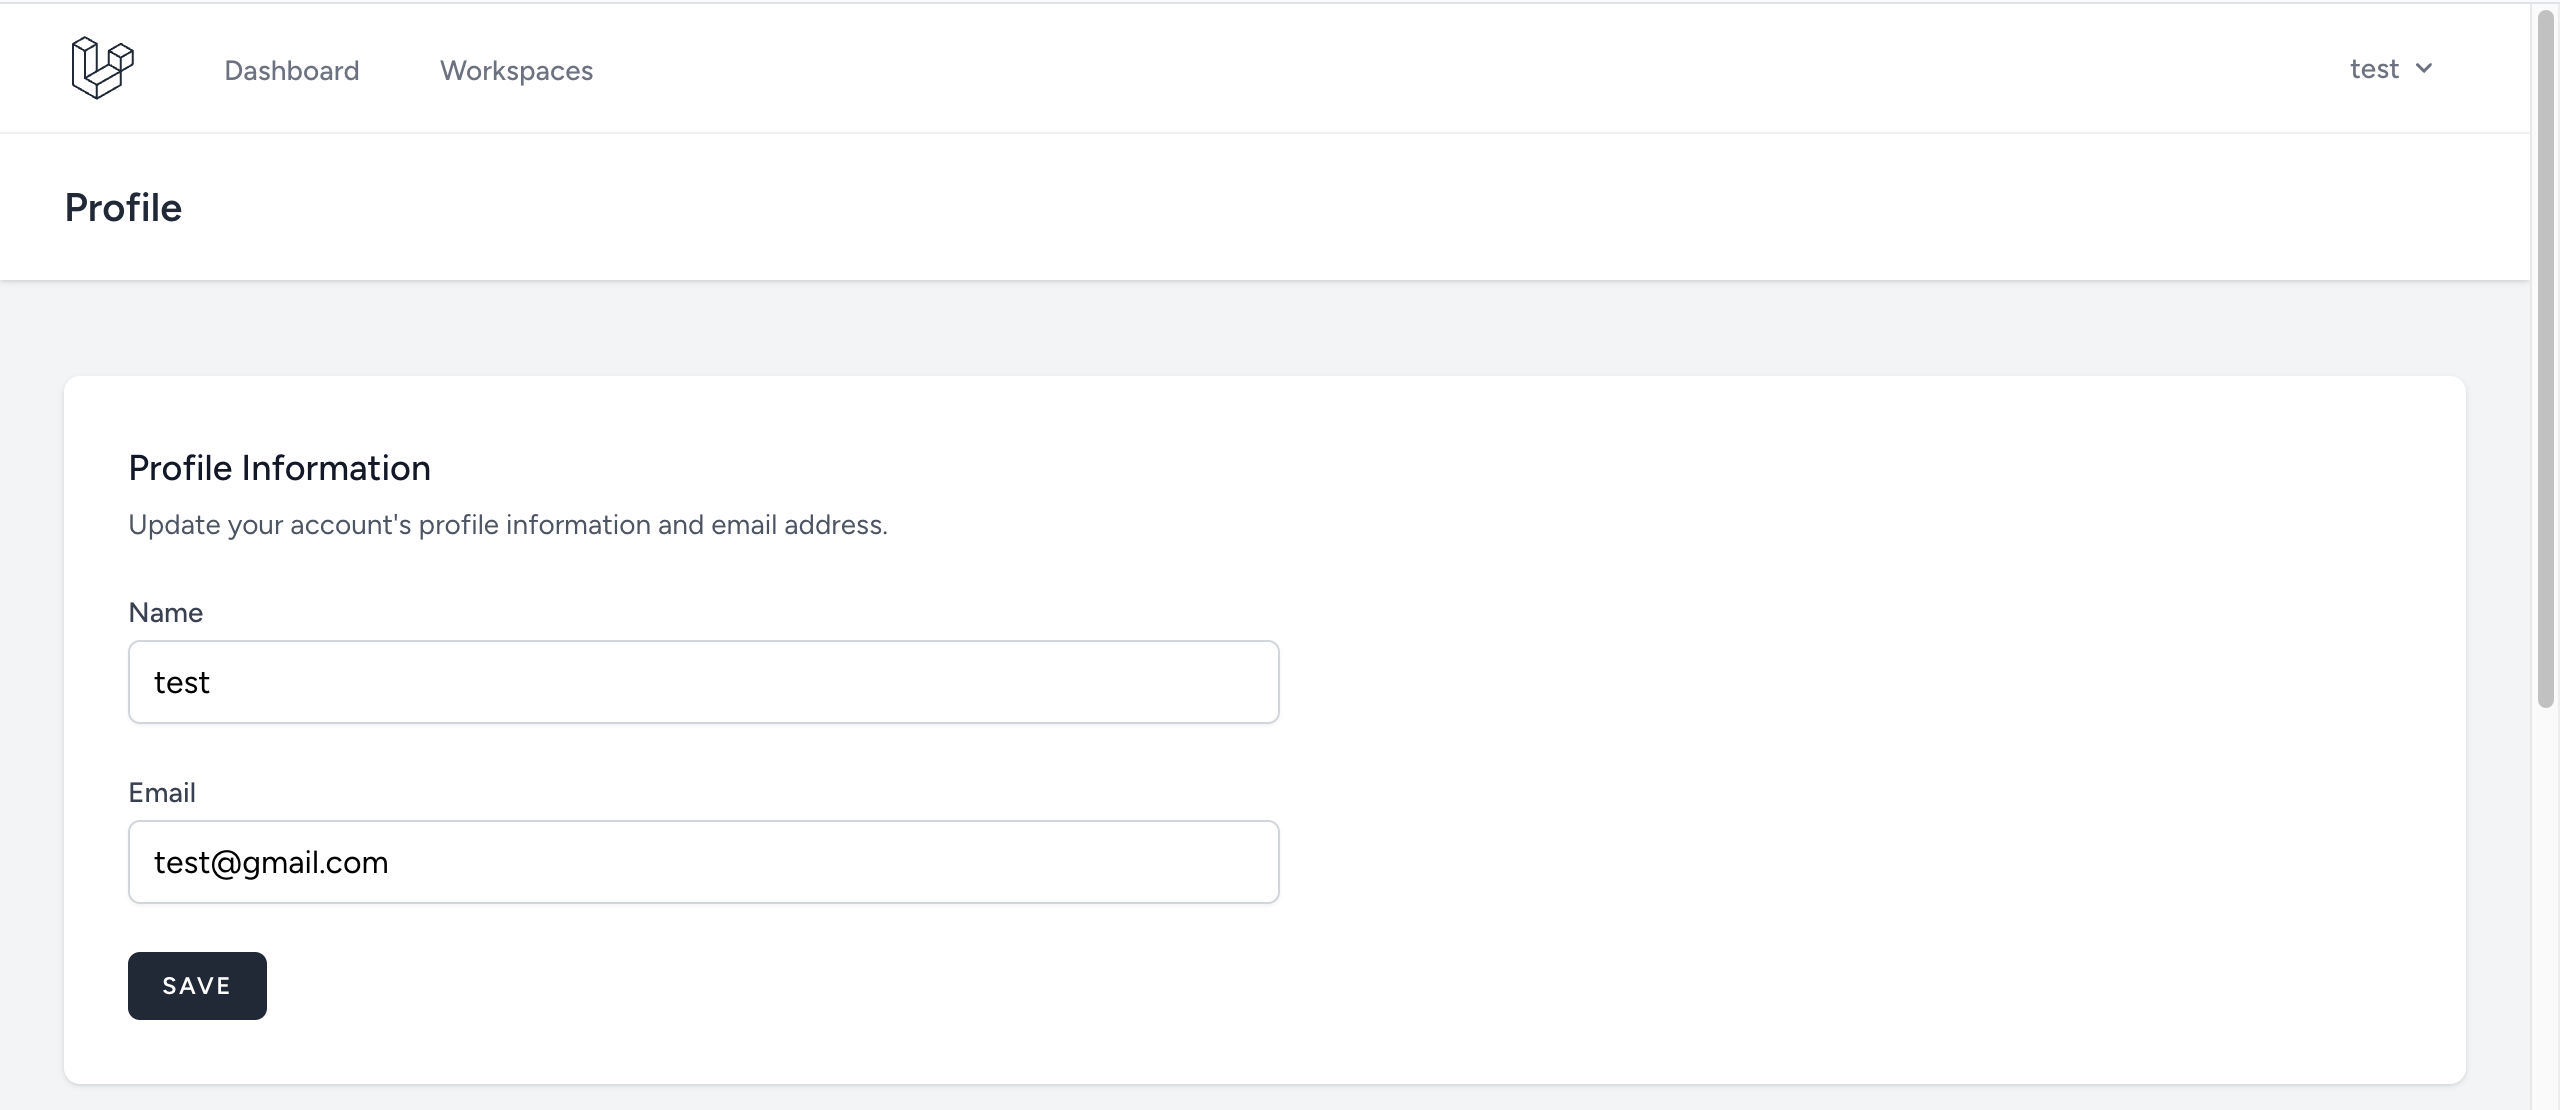 Dashboard Workspaces test
Profile
Profile Information
Update your account's profile information and email address.
Name
test
Email
test@gmail.com
SAVE